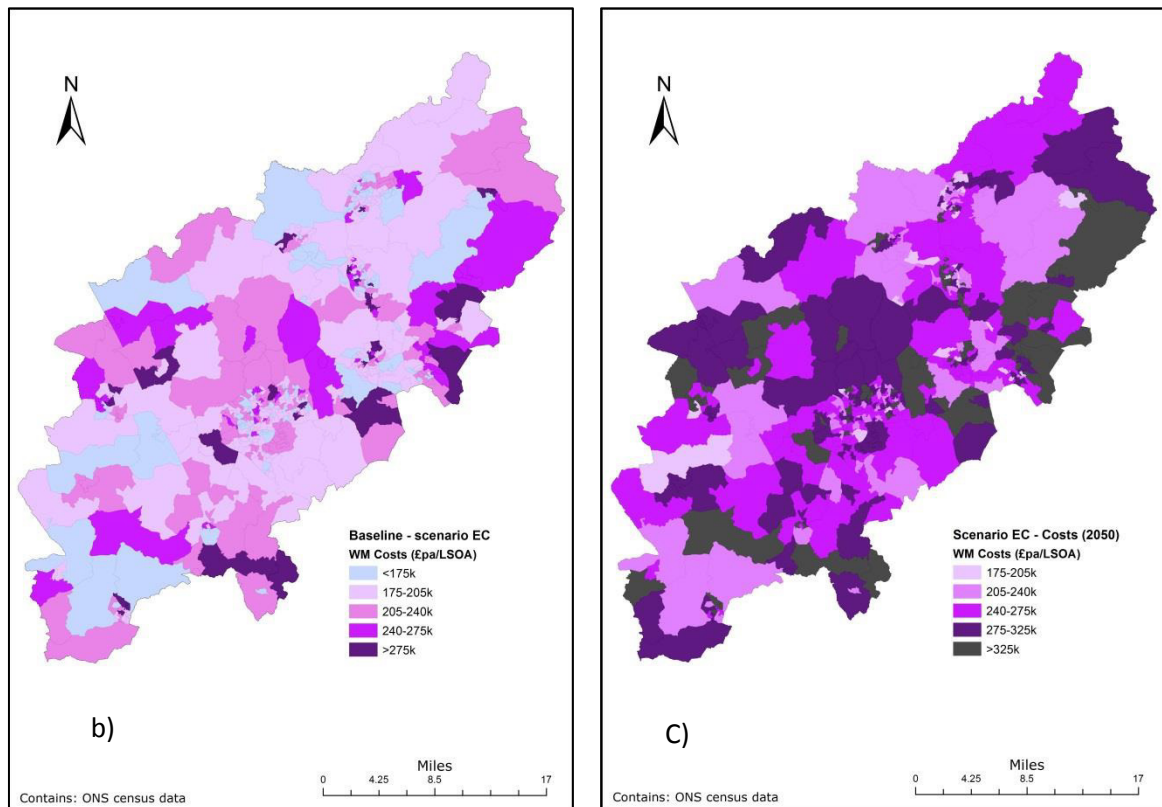 N
Baseline - scenario EC
WM Costs (£pa/LSOA)
<175k
175-205k
205-240k
240-275k
>275k
b)
Miles
0 4.25 8.5 17
Contains: ONS census data
N
Scenario EC - Costs (2050)
WM Costs (£pa/LSOA)
175-205k
205-240k
240-275k
275-325k
>325k
C)
Miles
0 4.25 8.5 17
Contains: ONS census data